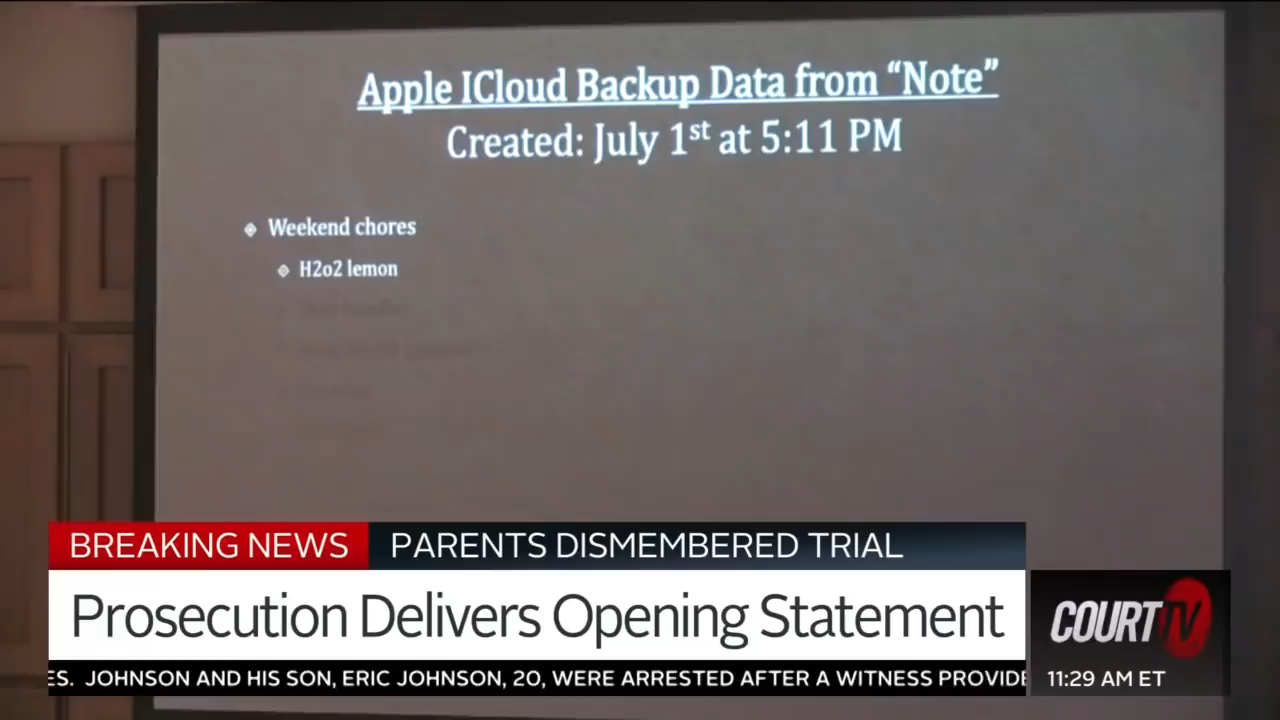 Apple ICloud Backup Data from “Note”
Created: July 1st at 5:11 PM
Weekend chores
H2o2 lemon
BREAKING NEWS
PARENTS DISMEMBERED TRIAL
Prosecution Delivers Opening Statement
COURT TV
ES. JOHNSON AND HIS SON, ERIC JOHNSON, 20, WERE ARRESTED AFTER A WITNESS PROVIDE
11:29 AM ET